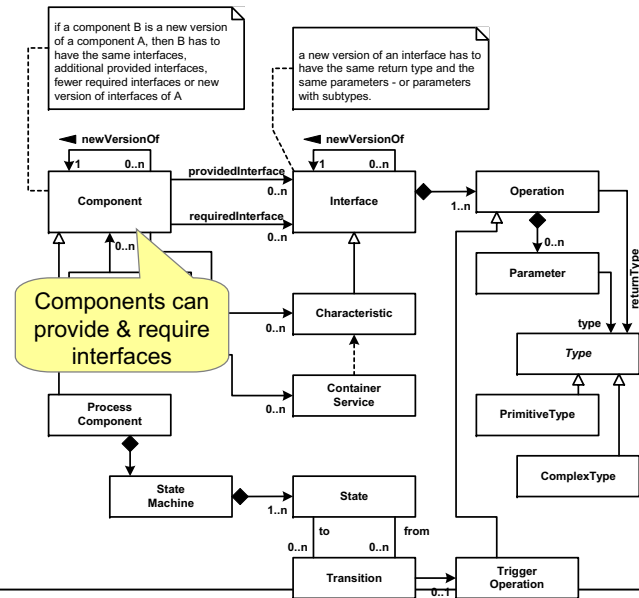 if a component B is a new version
of a component A, then B has to
have the same interfaces,
additional provided interfaces,
fewer required interfaces or new
version of interfaces of A
a new version of an interface has to
have the same return type and the
same parameters - or parameters
with subtypes.
newVersionOf
1
0..n
Component
providedInterface
0..n
requiredInterface
0..n
newVersionOf
1
0..n
Interface
1..n
Operation
0..n
Parameter
returnType
type
Type
PrimitiveType
ComplexType
0..n
Components can
provide & require
interfaces
0..n
Characteristic
0..n
Container
Service
Process
Component
State
Machine
1..n
State
to
from
0..n
0..n
Transition
0..1
Trigger
Operation